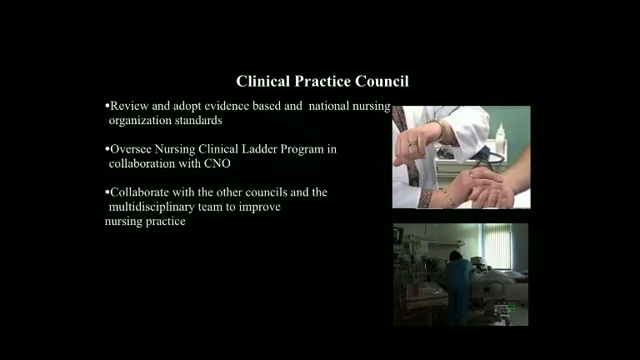 Clinical Practice Council
•Review and adopt evidence based and national nursing
organization standards
•Oversee Nursing Clinical Ladder Program in
collaboration with CNO
•Collaborate with the other councils and the
multidisciplinary team to improve
nursing practice